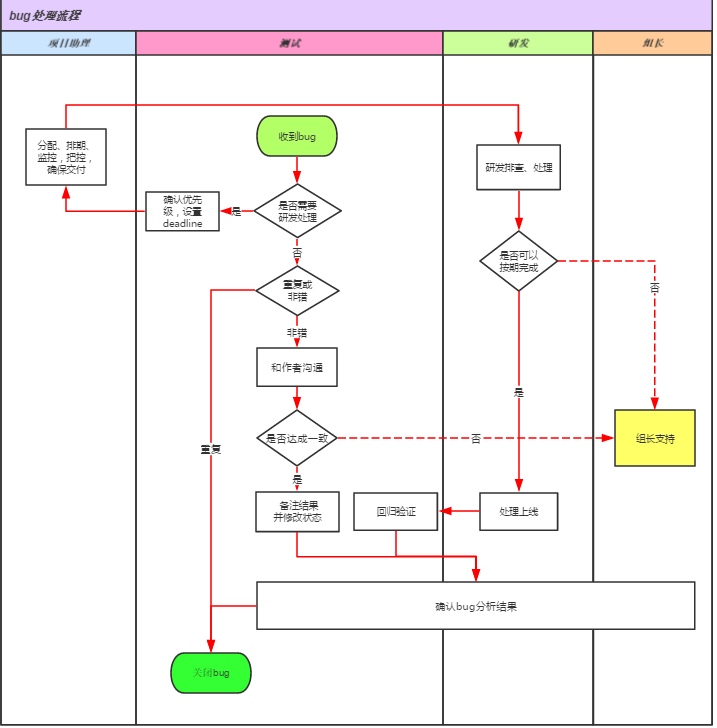 bug处理流程
项目助理
测试
研发
组长
收到bug
分配、排期、
监控，把控，
确保交付
研发排查、处理
确认优先
级，设置
deadline
是
是否需要
研发处理
否
是否可以
按期完成
否
重复或
非错
非错
和作者沟通
是
是否达成一致
否
组长支持
重复
是
备注结果
并修改状态
回归验证
处理上线
确认bug分析结果
关闭bug